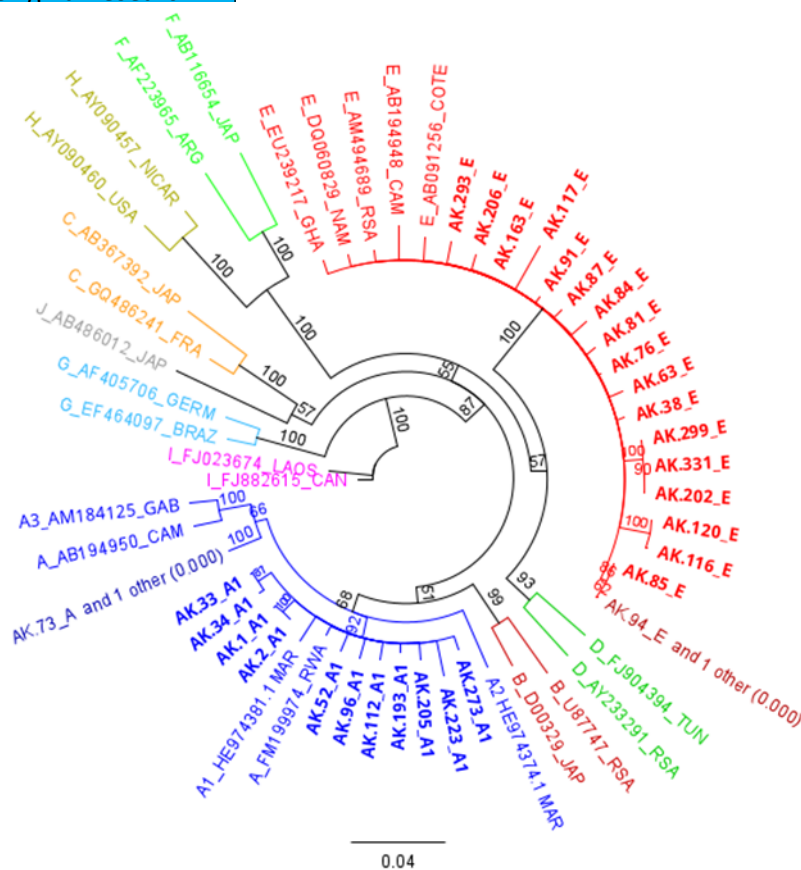 F_AB116654_JAP
F_AF223965_ARG
H_AY090457_NICAR
H_AY090460_USA
C_AB367392_JAP
C_GQ486241_FRA
J_AB486012_JAP
G_AF405706_GERM
G_EF464097_BRAZ
I_FJ023674_LAOS
I_FJ882615_CAN
A3_AM184125_GAB
A_AB194950_CAM
AK.73_A and 1 other (0.000)
AK.33_A1
AK.34_A1
AK.1_A1
AK.2_A1
A1_HE974381.1 MAR
A_FM199974_RWA
AK.52_A1
AK.96_A1
AK.112_A1
AK.193_A1
AK.205_A1
AK.223_A1
AK.273_A1
A2_HE974374.1 MAR
B_D00329_JAP
B_U87747_RSA
D_AY233291_RSA
D_FJ904394_TUN
AK.94_E and 1 other (0.000)
AK.85_E
AK.116_E
AK.120_E
AK.202_E
AK.331_E
AK.299_E
AK.38_E
AK.63_E
AK.76_E
AK.81_E
AK.84_E
AK.87_E
AK.91_E
AK.117_E
AK.163_E
AK.206_E
AK.293_E
E_AB091256_COTE
E_AB194948_CAM
E_AM494689_RSA
E_DQ060829_NAM
E_EU239217_GHA
100
100
100
100
57
100
100
87
55
57
100
100
90
100
93
99
51
68
92
66
100
100
100
0.04